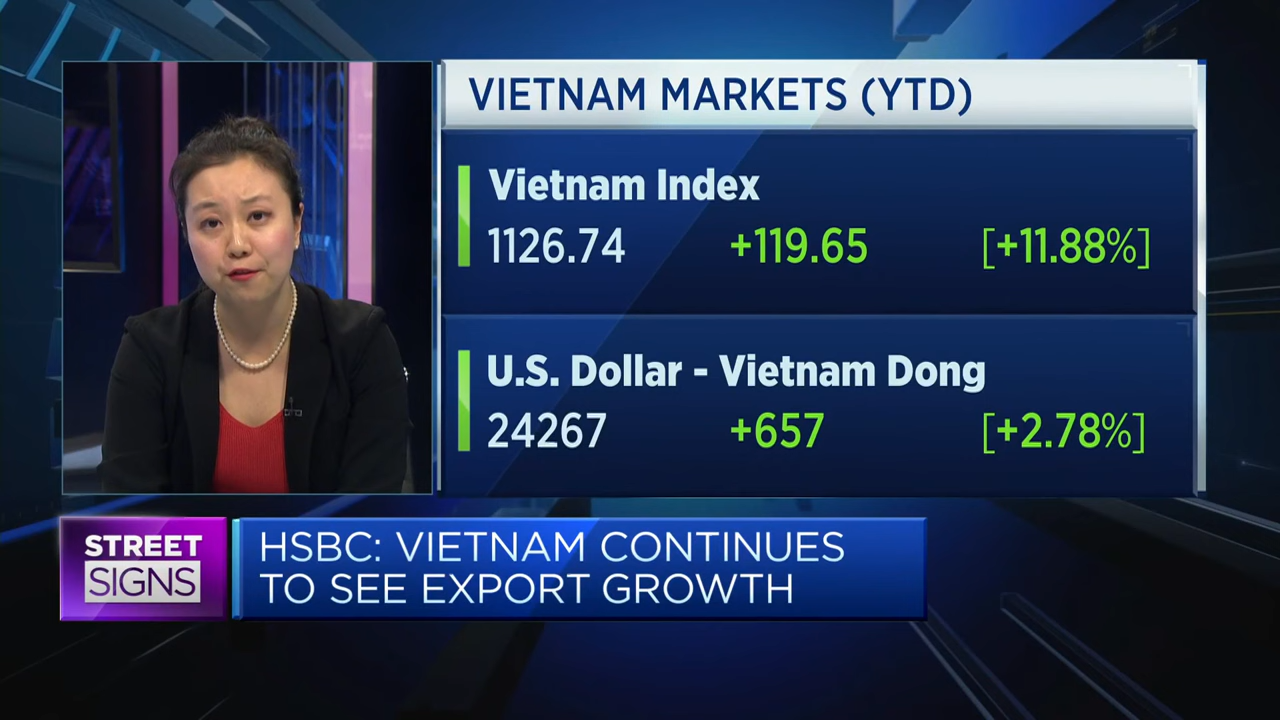 VIETNAM MARKETS (YTD)
Vietnam Index
1126.74 +119.65 [+11.88%]
U.S. Dollar - Vietnam Dong
24267 +657 [+2.78%]
STREET
SIGNS
HSBC: VIETNAM CONTINUES
TO SEE EXPORT GROWTH